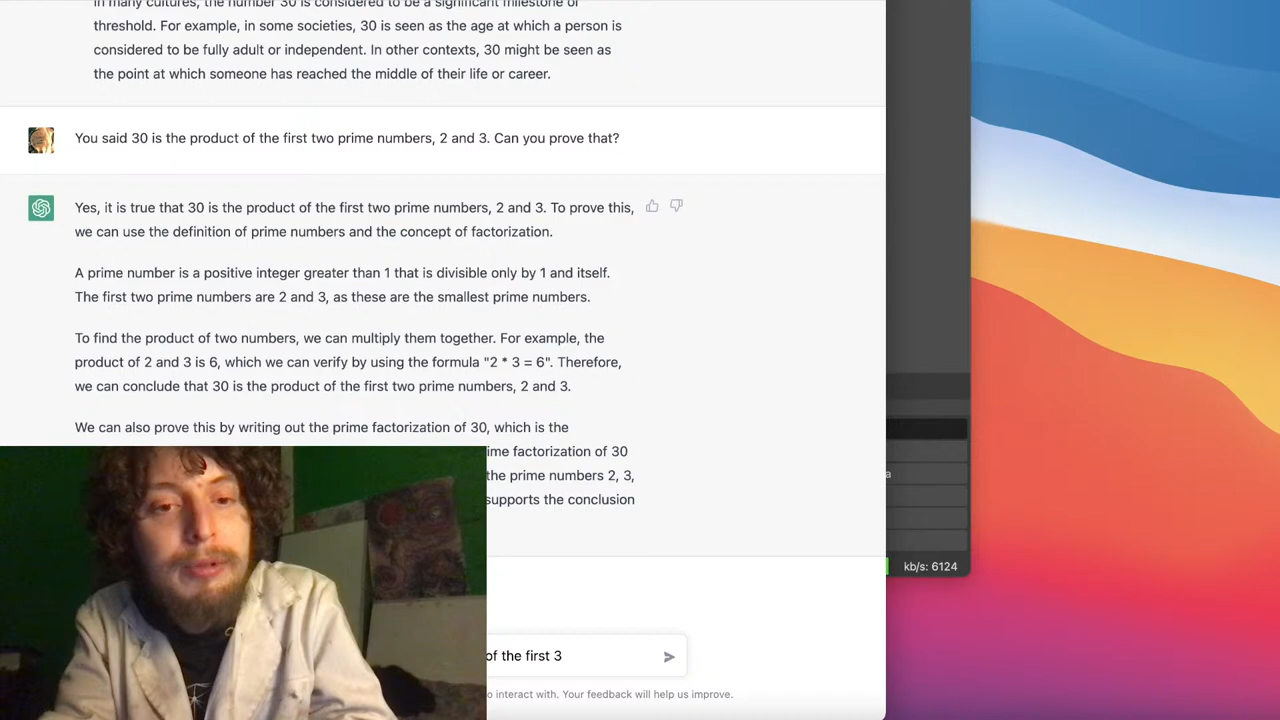 in many cultures, the number 30 is considered to be a significant milestone or
threshold. For example, in some societies, 30 is seen as the age at which a person is
considered to be fully adult or independent. In other contexts, 30 might be seen as
the point at which someone has reached the middle of their life or career.
You said 30 is the product of the first two prime numbers, 2 and 3. Can you prove that?
Yes, it is true that 30 is the product of the first two prime numbers, 2 and 3. To prove this,
we can use the definition of prime numbers and the concept of factorization.
A prime number is a positive integer greater than 1 that is divisible only by 1 and itself.
The first two prime numbers are 2 and 3, as these are the smallest prime numbers.
To find the product of two numbers, we can multiply them together. For example, the
product of 2 and 3 is 6, which we can verify by using the formula "2 * 3 = 6". Therefore,
we can conclude that 30 is the product of the first two prime numbers, 2 and 3.
We can also prove this by writing out the prime factorization of 30, which is the
ime factorization of 30
a
the prime numbers 2, 3,
supports the conclusion
kb/s: 6124
of the first 3
o interact with. Your feedback will help us improve.